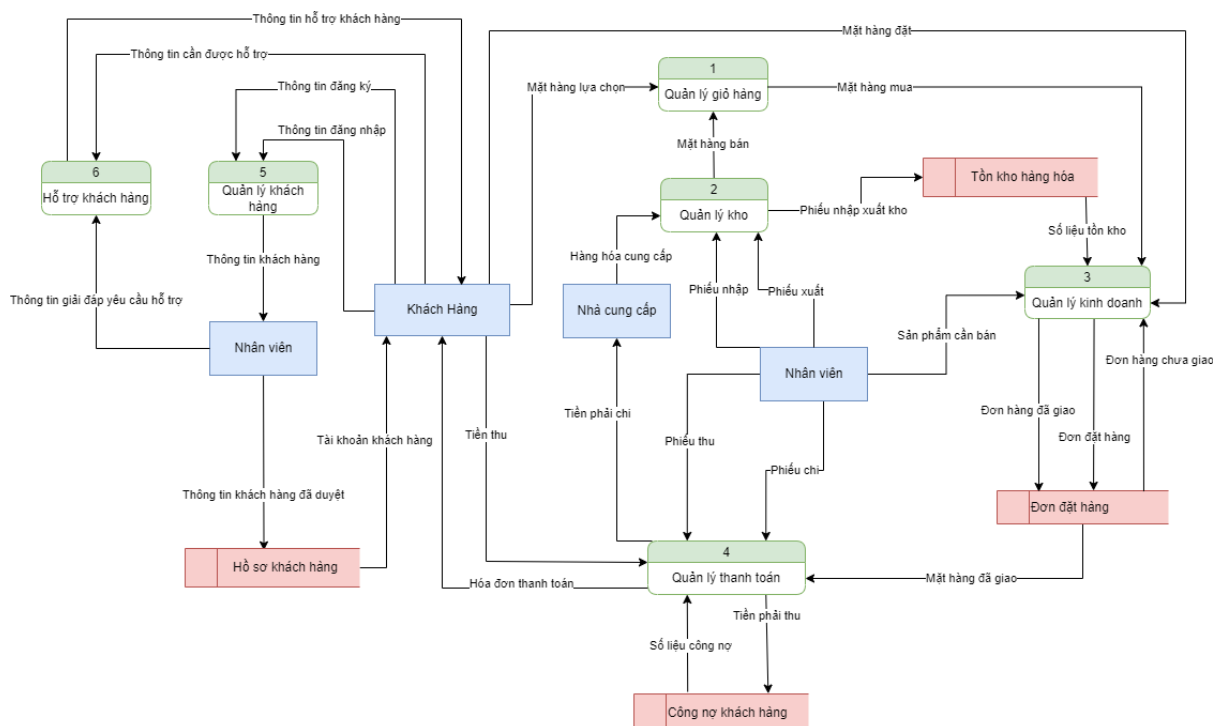 Thông tin hỗ trợ khách hàng
Mặt hàng đặt
Thông tin cần được hỗ trợ
1
Quản lý giỏ hàng
Mặt hàng lựa chọn
Mặt hàng mua
Thông tin đăng ký
Thông tin đăng nhập
Mặt hàng bán
6
Hỗ trợ khách hàng
5
Quản lý khách
hàng
2
Quản lý kho
Tồn kho hàng hóa
Phiếu nhập xuất kho
Số liệu tồn kho
Thông tin khách hàng
Hàng hóa cung cấp
3
Quản lý kinh doanh
Thông tin giải đáp yêu cầu hỗ trợ
Khách Hàng
Nhà cung cấp
Phiếu nhập
Phiếu xuất
Nhân viên
Sản phẩm cần bán
Đơn hàng chưa giao
Nhân viên
Đơn hàng đã giao
Tiền phải chi
Tài khoản khách hàng
Tiền thu
Phiếu thu
Đơn đặt hàng
Phiếu chi
Thông tin khách hàng đã duyệt
Đơn đặt hàng
4
Quản lý thanh toán
Hồ sơ khách hàng
Hóa đơn thanh toán
Mặt hàng đã giao
Tiền phải thu
Số liệu công nợ
Công nợ khách hàng